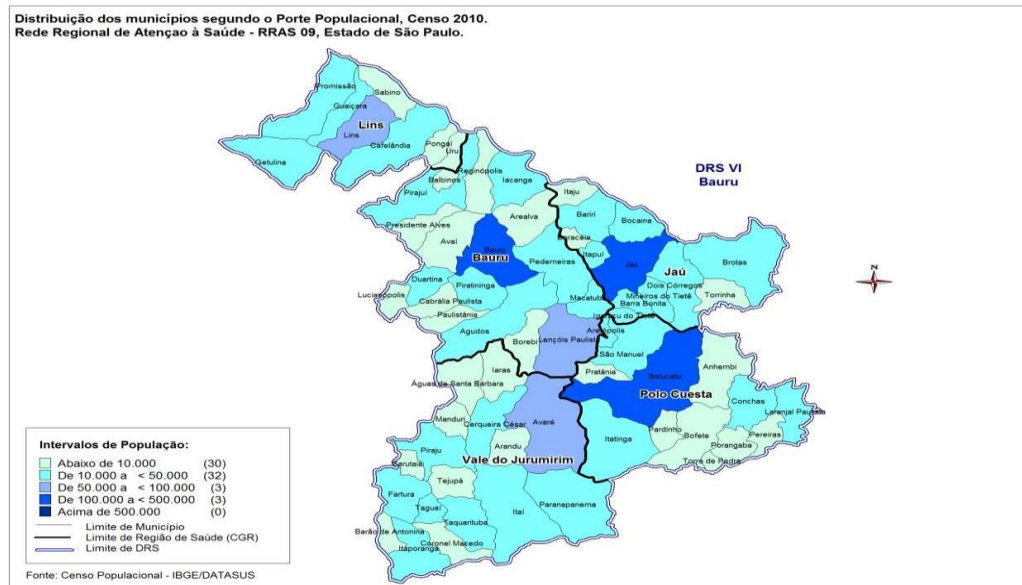 Distribuição dos municípios segundo o Porte Populacional, Censo 2010.
Rede Regional de Atençao à Saúde - RRAS 09, Estado de São Paulo.
Promissão
Sabino
Guaiçara
Lins
Lins
Cafelândia
Getulina
Pongaí
Uru
Balbinos
Reginópolis
Iacanga
Pirajuí
DRS VI
Bauru
Itaju
Presidente Alves
Arealva
Bariri
Bocaina
Avaí
Boracéia
Bauru
Bauru
Itapuí
Jaú
Jaú
Brotas
Pederneiras
Duartina
Piratininga
Dois Córregos
Mineiros do Tietê
Torrinha
Lucianópolis
Cabrália Paulista
Macatuba
Barra Bonita
Paulistânia
Igaraçu do Tietê
Agudos
Areiópolis
Borebi
Lençóis Paulista
São Manuel
Iaras
Pratânia
Botucatu
Anhembi
Águas de Santa Bárbara
Polo Cuesta
Conchas
Laranjal Paulista
Manduri
Cerqueira César
Avaré
Itatinga
Pardinho
Bofete
Pereiras
Porangaba
Torre de Pedra
Piraju
Arandu
Vale do Jurumirim
Sarutaiá
Tejupá
Fartura
Taguaí
Itaí
Paranapanema
Taquarituba
Barão de Antonina
Coronel Macedo
Itaporanga
N
Intervalos de População:
Abaixo de 10.000 (30)
De 10.000 a < 50.000 (32)
De 50.000 a < 100.000 (3)
De 100.000 a < 500.000 (3)
Acima de 500.000 (0)
Limite de Município
Limite de Região de Saúde (CGR)
Limite de DRS
Fonte: Censo Populacional - IBGE/DATASUS